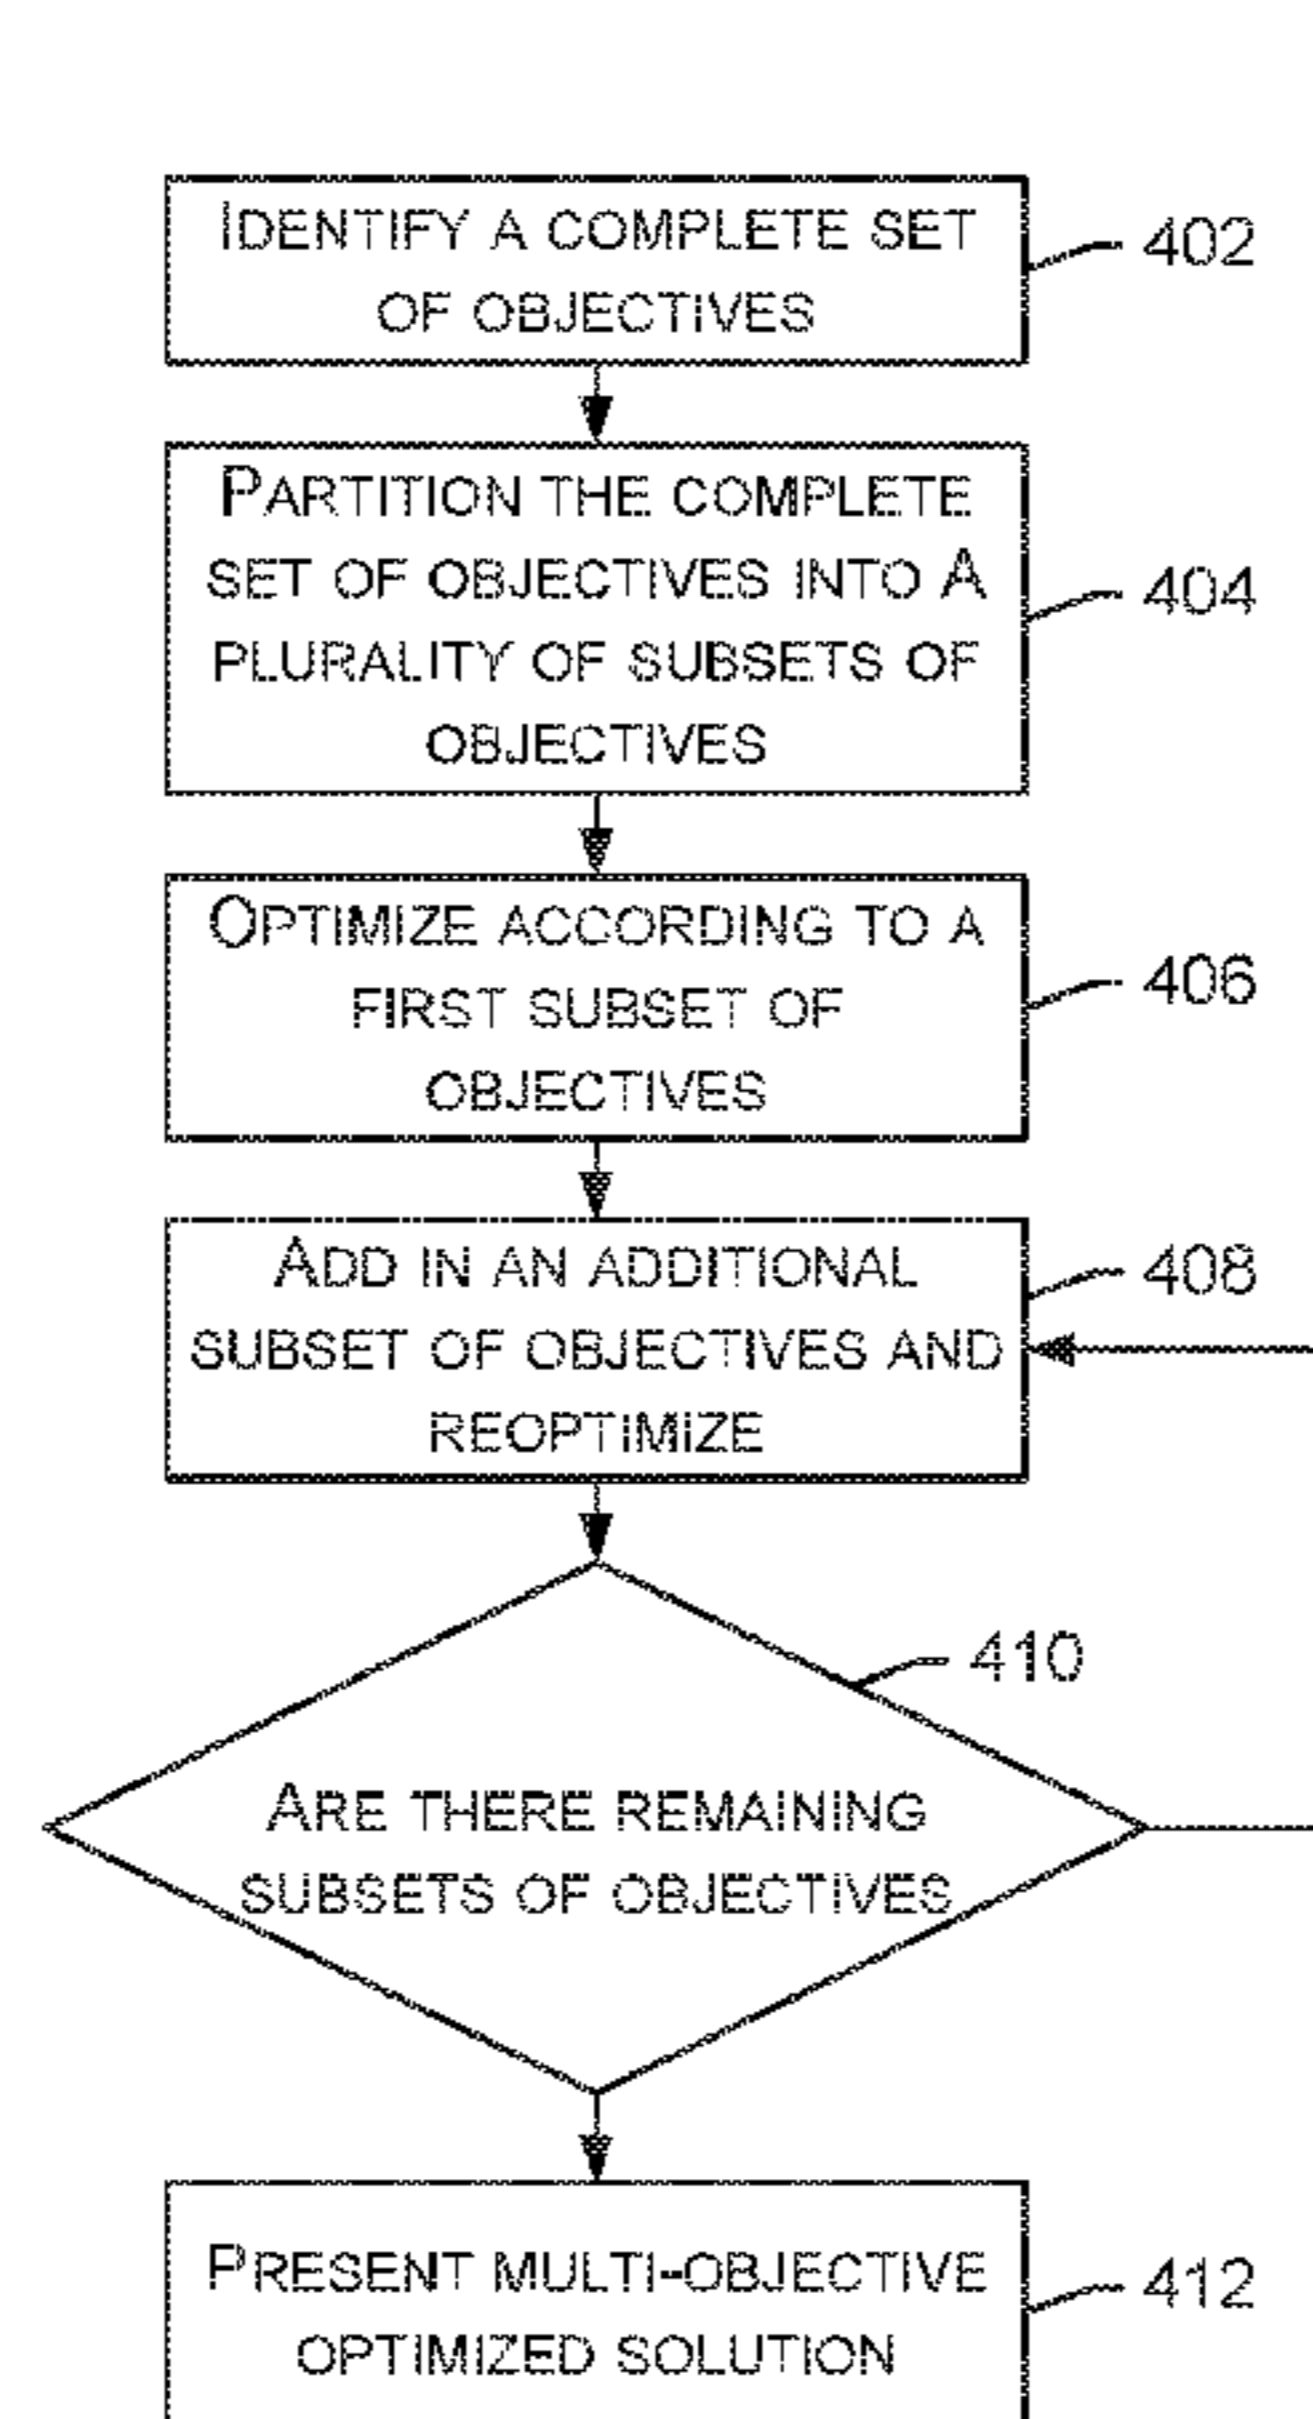 IDENTIFY A COMPLETE SET
OF OBJECTIVES
402
PARTITION THE COMPLETE
SET OF OBJECTIVES INTO A
PLURALITY OF SUBSETS OF
OBJECTIVES
404
OPTIMIZE ACCORDING TO A
FIRST SUBSET OF
OBJECTIVES
406
ADD IN AN ADDITIONAL
SUBSET OF OBJECTIVES AND
REOPTIMIZE
408
410
ARE THERE REMAINING
SUBSETS OF OBJECTIVES
PRESENT MULTI-OBJECTIVE
OPTIMIZED SOLUTION
412